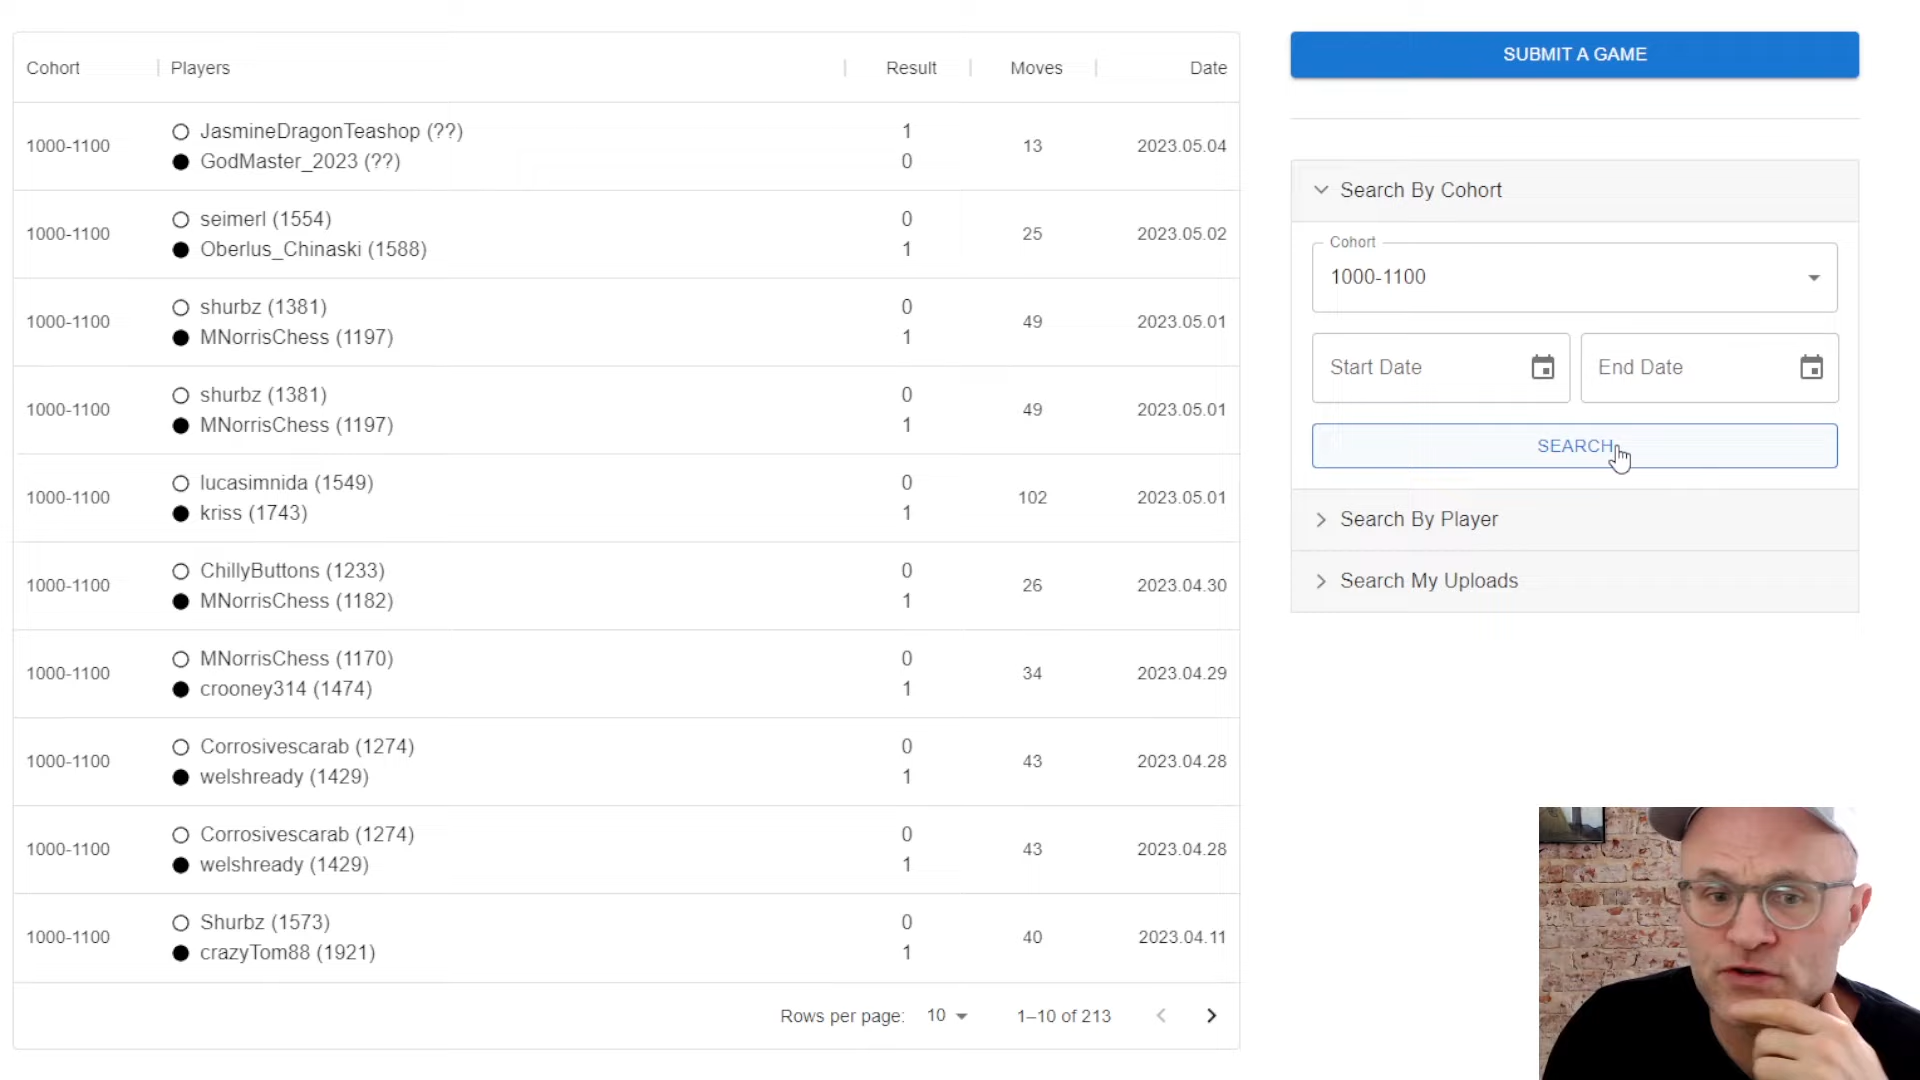 Cohort Players Result Moves Date
1000-1100 JasmineDragonTeashop (??) 1 13 2023.05.04
GodMaster_2023 (??) 0
1000-1100 seimerl (1554) 0 25 2023.05.02
Oberlus_Chinaski (1588) 1
1000-1100 shurbz (1381) 0 49 2023.05.01
MNorrisChess (1197) 1
1000-1100 shurbz (1381) 0 49 2023.05.01
MNorrisChess (1197) 1
1000-1100 lucasimnida (1549) 0 102 2023.05.01
kriss (1743) 1
1000-1100 ChillyButtons (1233) 0 26 2023.04.30
MNorrisChess (1182) 1
1000-1100 MNorrisChess (1170) 0 34 2023.04.29
crooney314 (1474) 1
1000-1100 Corrosivescarab (1274) 0 43 2023.04.28
welshready (1429) 1
1000-1100 Corrosivescarab (1274) 0 43 2023.04.28
welshready (1429) 1
1000-1100 Shurbz (1573) 0 40 2023.04.11
crazyTom88 (1921) 1
Rows per page: 10 1–10 of 213
SUBMIT A GAME
Search By Cohort
Cohort
1000-1100
Start Date End Date
SEARCH
Search By Player
Search My Uploads